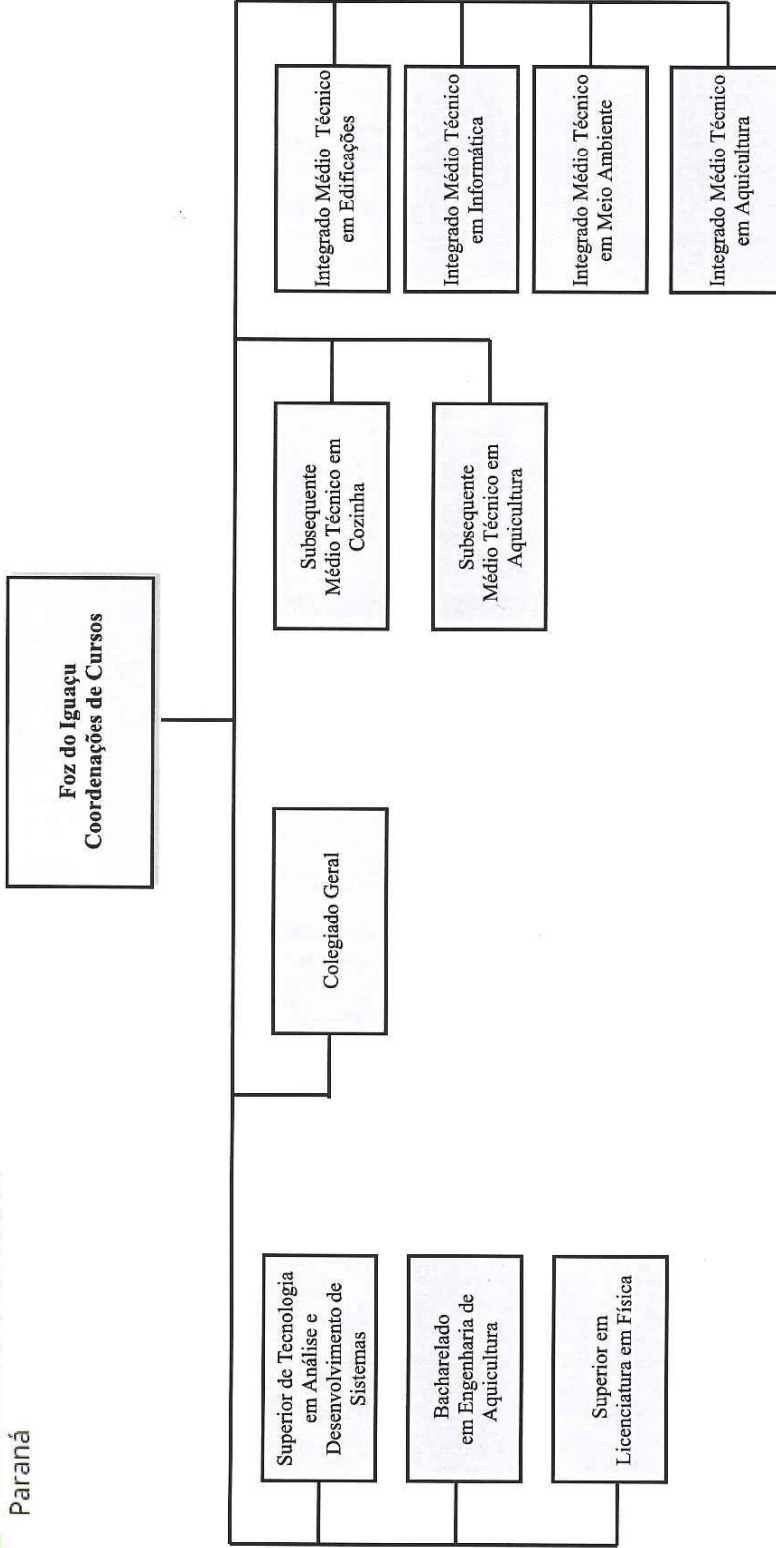 Paraná
Foz do Iguaçu
Coordenações de Cursos
Superior de Tecnologia
em Análise e
Desenvolvimento de
Sistemas
Bacharelado
em Engenharia de
Aquicultura
Superior em
Licenciatura em Física
Colegiado Geral
Subsequente
Médio Técnico em
Cozinha
Subsequente
Médio Técnico em
Aquicultura
Integrado Médio Técnico
em Edificações
Integrado Médio Técnico
em Informática
Integrado Médio Técnico
em Meio Ambiente
Integrado Médio Técnico
em Aquicultura